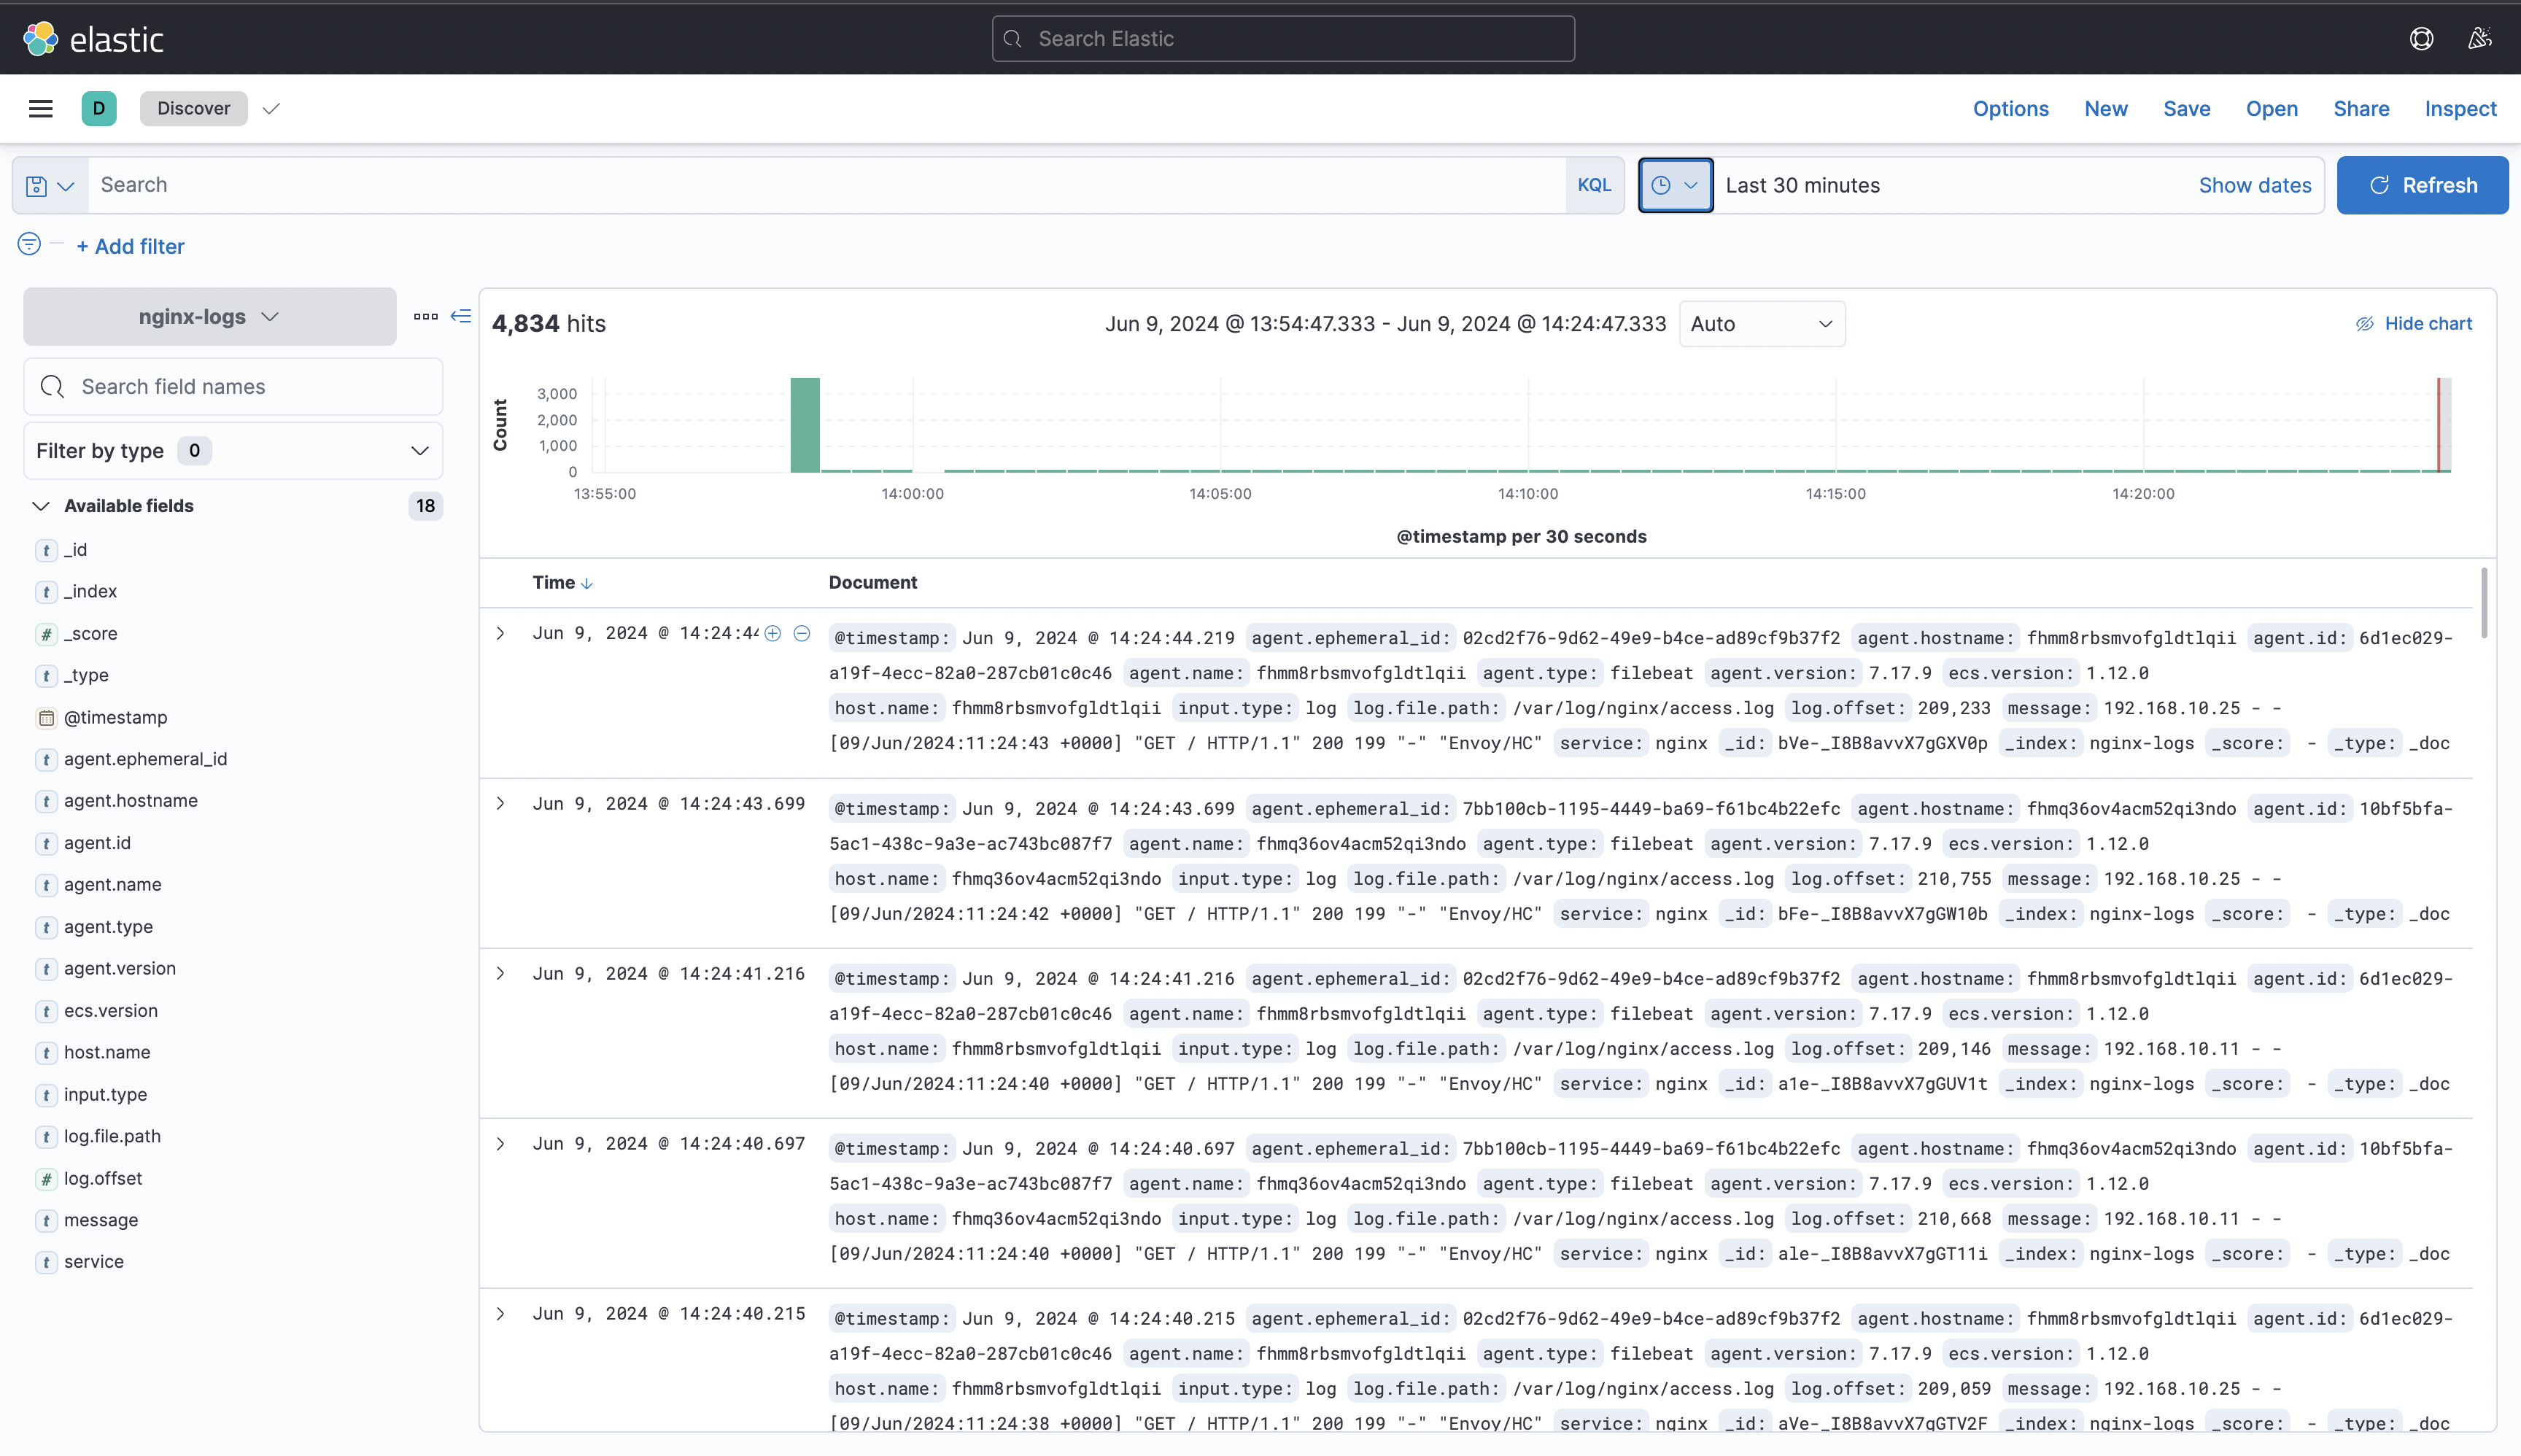 elastic
Search Elastic
D
Discover
Options New Save Open Share Inspect
Search
KQL
Last 30 minutes
Show dates
Refresh
+ Add filter
nginx-logs
Search field names
Filter by type 0
Available fields 18
t _id
t _index
# _score
t _type
@timestamp
t agent.ephemeral_id
t agent.hostname
t agent.id
t agent.name
t agent.type
t agent.version
t ecs.version
t host.name
t input.type
t log.file.path
# log.offset
t message
t service
4,834 hits
Jun 9, 2024 @ 13:54:47.333 - Jun 9, 2024 @ 14:24:47.333
Auto
Hide chart
Count
3,000
2,000
1,000
0
13:55:00 14:00:00 14:05:00 14:10:00 14:15:00 14:20:00
@timestamp per 30 seconds
Time Document
Jun 9, 2024 @ 14:24:44
@timestamp: Jun 9, 2024 @ 14:24:44.219 agent.ephemeral_id: 02cd2f76-9d62-49e9-b4ce-ad89cf9b37f2 agent.hostname: fhmm8rbsmvofgldtlqii agent.id: 6d1ec029-
a19f-4ecc-82a0-287cb01c0c46 agent.name: fhmm8rbsmvofgldtlqii agent.type: filebeat agent.version: 7.17.9 ecs.version: 1.12.0
host.name: fhmm8rbsmvofgldtlqii input.type: log log.file.path: /var/log/nginx/access.log log.offset: 209,233 message: 192.168.10.25 - -
[09/Jun/2024:11:24:43 +0000] "GET / HTTP/1.1" 200 199 "-" "Envoy/HC" service: nginx _id: bVe-_I8B8avvX7gGXV0p _index: nginx-logs _score: - _type: _doc
Jun 9, 2024 @ 14:24:43.699
@timestamp: Jun 9, 2024 @ 14:24:43.699 agent.ephemeral_id: 7bb100cb-1195-4449-ba69-f61bc4b22efc agent.hostname: fhmq36ov4acm52qi3ndo agent.id: 10bf5bfa-
5ac1-438c-9a3e-ac743bc087f7 agent.name: fhmq36ov4acm52qi3ndo agent.type: filebeat agent.version: 7.17.9 ecs.version: 1.12.0
host.name: fhmq36ov4acm52qi3ndo input.type: log log.file.path: /var/log/nginx/access.log log.offset: 210,755 message: 192.168.10.25 - -
[09/Jun/2024:11:24:42 +0000] "GET / HTTP/1.1" 200 199 "-" "Envoy/HC" service: nginx _id: bFe-_I8B8avvX7gGW10b _index: nginx-logs _score: - _type: _doc
Jun 9, 2024 @ 14:24:41.216
@timestamp: Jun 9, 2024 @ 14:24:41.216 agent.ephemeral_id: 02cd2f76-9d62-49e9-b4ce-ad89cf9b37f2 agent.hostname: fhmm8rbsmvofgldtlqii agent.id: 6d1ec029-
a19f-4ecc-82a0-287cb01c0c46 agent.name: fhmm8rbsmvofgldtlqii agent.type: filebeat agent.version: 7.17.9 ecs.version: 1.12.0
host.name: fhmm8rbsmvofgldtlqii input.type: log log.file.path: /var/log/nginx/access.log log.offset: 209,146 message: 192.168.10.11 - -
[09/Jun/2024:11:24:40 +0000] "GET / HTTP/1.1" 200 199 "-" "Envoy/HC" service: nginx _id: a1e-_I8B8avvX7gGUV1t _index: nginx-logs _score: - _type: _doc
Jun 9, 2024 @ 14:24:40.697
@timestamp: Jun 9, 2024 @ 14:24:40.697 agent.ephemeral_id: 7bb100cb-1195-4449-ba69-f61bc4b22efc agent.hostname: fhmq36ov4acm52qi3ndo agent.id: 10bf5bfa-
5ac1-438c-9a3e-ac743bc087f7 agent.name: fhmq36ov4acm52qi3ndo agent.type: filebeat agent.version: 7.17.9 ecs.version: 1.12.0
host.name: fhmq36ov4acm52qi3ndo input.type: log log.file.path: /var/log/nginx/access.log log.offset: 210,668 message: 192.168.10.11 - -
[09/Jun/2024:11:24:40 +0000] "GET / HTTP/1.1" 200 199 "-" "Envoy/HC" service: nginx _id: ale-_I8B8avvX7gGT11i _index: nginx-logs _score: - _type: _doc
Jun 9, 2024 @ 14:24:40.215
@timestamp: Jun 9, 2024 @ 14:24:40.215 agent.ephemeral_id: 02cd2f76-9d62-49e9-b4ce-ad89cf9b37f2 agent.hostname: fhmm8rbsmvofgldtlqii agent.id: 6d1ec029-
a19f-4ecc-82a0-287cb01c0c46 agent.name: fhmm8rbsmvofgldtlqii agent.type: filebeat agent.version: 7.17.9 ecs.version: 1.12.0
host.name: fhmm8rbsmvofgldtlqii input.type: log log.file.path: /var/log/nginx/access.log log.offset: 209,059 message: 192.168.10.25 - -
[09/Jun/2024:11:24:38 +0000] "GET / HTTP/1.1" 200 199 "-" "Envoy/HC" service: nginx _id: aVe-_I8B8avvX7gGTV2F _index: nginx-logs _score: - _type: _doc